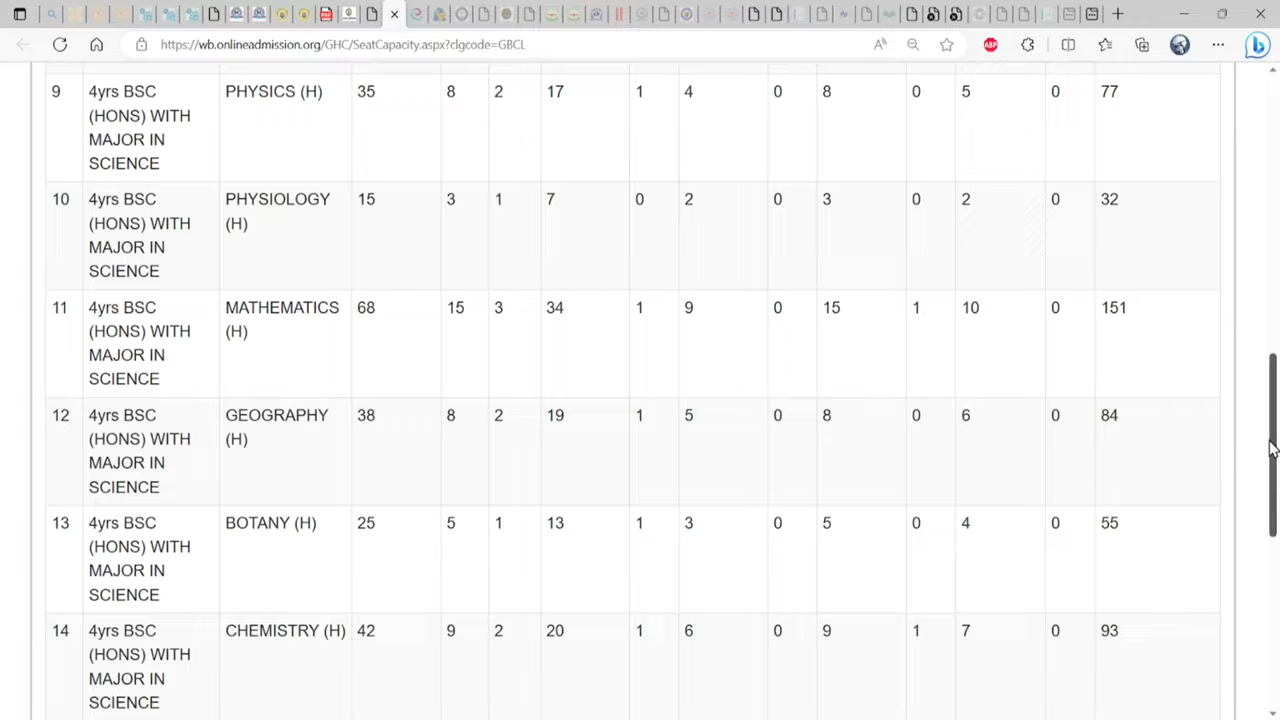 https://wb.onlineadmission.org/GHC/SeatCapacity.aspx?clgcode=GBCL
9 4yrs BSC PHYSICS (H) 35 8 2 17 1 4 0 8 0 5 0 77
(HONS) WITH
MAJOR IN
SCIENCE
10 4yrs BSC PHYSIOLOGY 15 3 1 7 0 2 0 3 0 2 0 32
(HONS) WITH (H)
MAJOR IN
SCIENCE
11 4yrs BSC MATHEMATICS 68 15 3 34 1 9 0 15 1 10 0 151
(HONS) WITH (H)
MAJOR IN
SCIENCE
12 4yrs BSC GEOGRAPHY 38 8 2 19 1 5 0 8 0 6 0 84
(HONS) WITH (H)
MAJOR IN
SCIENCE
13 4yrs BSC BOTANY (H) 25 5 1 13 1 3 0 5 0 4 0 55
(HONS) WITH
MAJOR IN
SCIENCE
14 4yrs BSC CHEMISTRY (H) 42 9 2 20 1 6 0 9 1 7 0 93
(HONS) WITH
MAJOR IN
SCIENCE